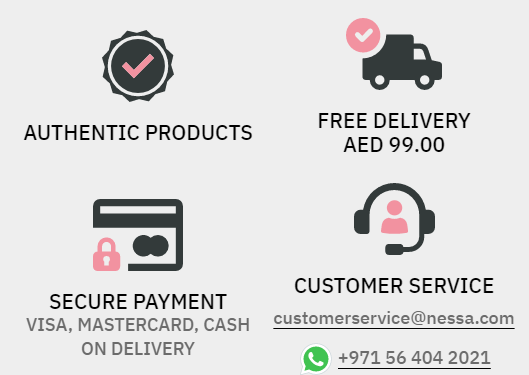 AUTHENTIC PRODUCTS
FREE DELIVERY
AED 99.00
SECURE PAYMENT
VISA, MASTERCARD, CASH
ON DELIVERY
CUSTOMER SERVICE
customerservice@nessa.com
+971 56 404 2021